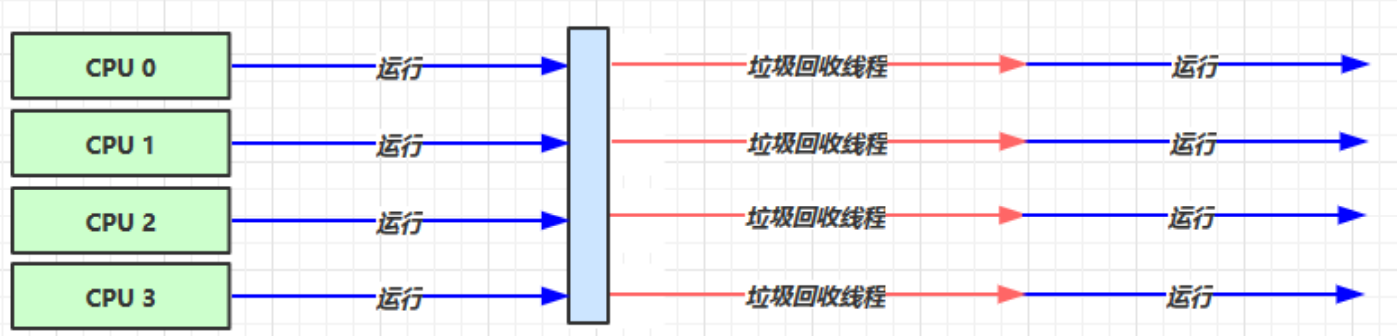 CPU 0 运行 垃圾回收线程 运行
CPU 1 运行 垃圾回收线程 运行
CPU 2 运行 垃圾回收线程 运行
CPU 3 运行 垃圾回收线程 运行